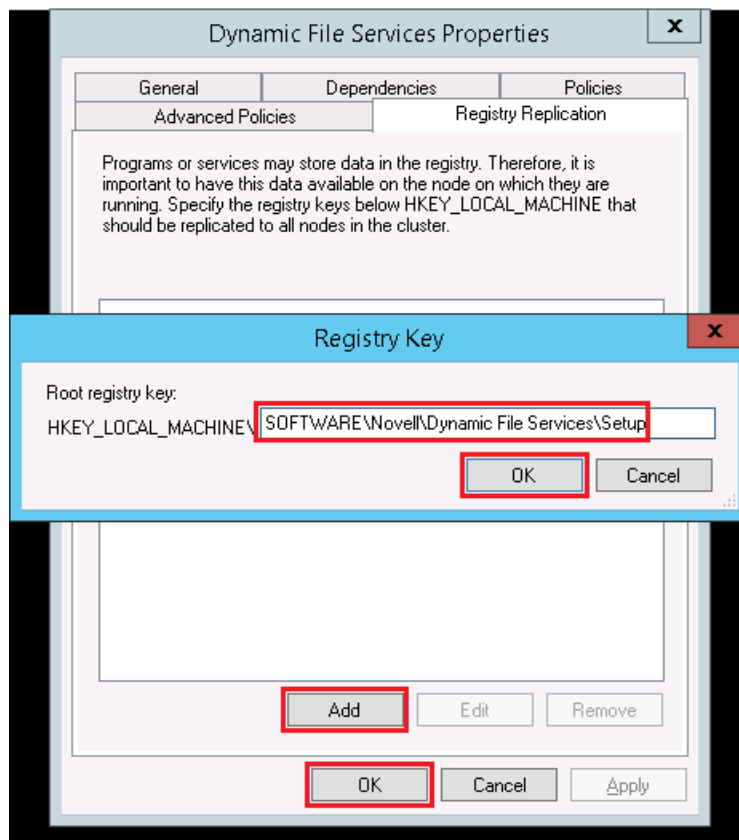 Dynamic File Services Properties
x
General
Dependencies
Policies
Advanced Policies
Registry Replication
Programs or services may store data in the registry. Therefore, it is
important to have this data available on the node on which they are
running. Specify the registry keys below HKEY_LOCAL_MACHINE that
should be replicated to all nodes in the cluster.
Registry Key
x
Root registry key:
HKEY_LOCAL_MACHINE\ SOFTWARE\Novell\Dynamic File Services\Setup
OK
Cancel
Add
Edit
Remove
OK
Cancel
Apply